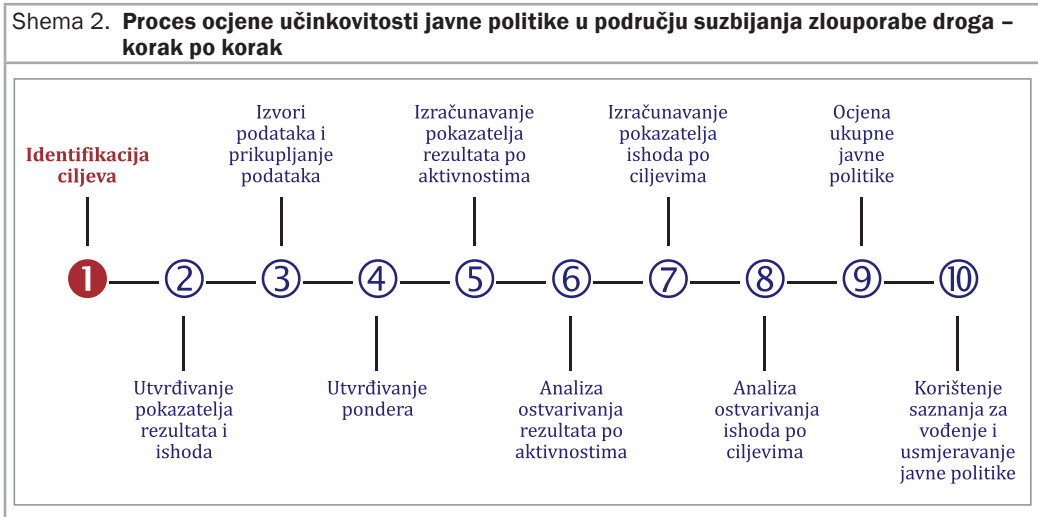 Shema 2. Proces ocjene učinkovitosti javne politike u području suzbijanja zlouporabe droga –
korak po korak
Identifikacija
ciljeva
1
2
Utvrđivanje
pokazatelja
rezultata i
ishoda
Izvori
podataka i
prikupljanje
podataka
3
4
Utvrđivanje
pondera
Izračunavanje
pokazatelja
rezultata po
aktivnostima
5
6
Analiza
ostvarivanja
rezultata po
aktivnostima
Izračunavanje
pokazatelja
ishoda po
ciljevima
7
8
Analiza
ostvarivanja
ishoda po
ciljevima
Ocjena
ukupne
javne
politike
9
10
Korištenje
saznanja za
vođenje i
usmjeravanje
javne politike